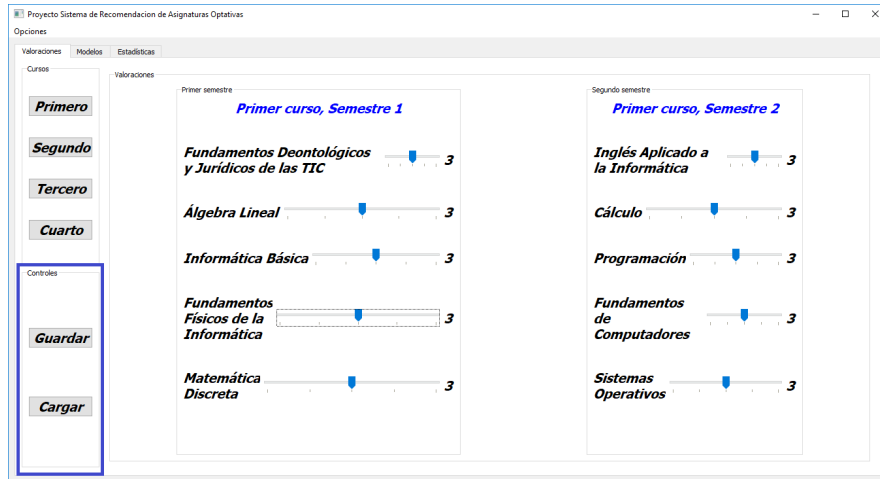 Proyecto Sistema de Recomendacion de Asignaturas Optativas
Opciones
Valoraciones Modelos Estadísticas
Cursos
Primero
Segundo
Tercero
Cuarto
Controles
Guardar
Cargar
Valoraciones
Primer semestre
Primer curso, Semestre 1
Fundamentos Deontológicos
y Jurídicos de las TIC 3
Álgebra Lineal 3
Informática Básica 3
Fundamentos
Físicos de la 3
Informática
Matemática 3
Discreta
Segundo semestre
Primer curso, Semestre 2
Inglés Aplicado a
la Informática 3
Cálculo 3
Programación 3
Fundamentos
de 3
Computadores
Sistemas 3
Operativos